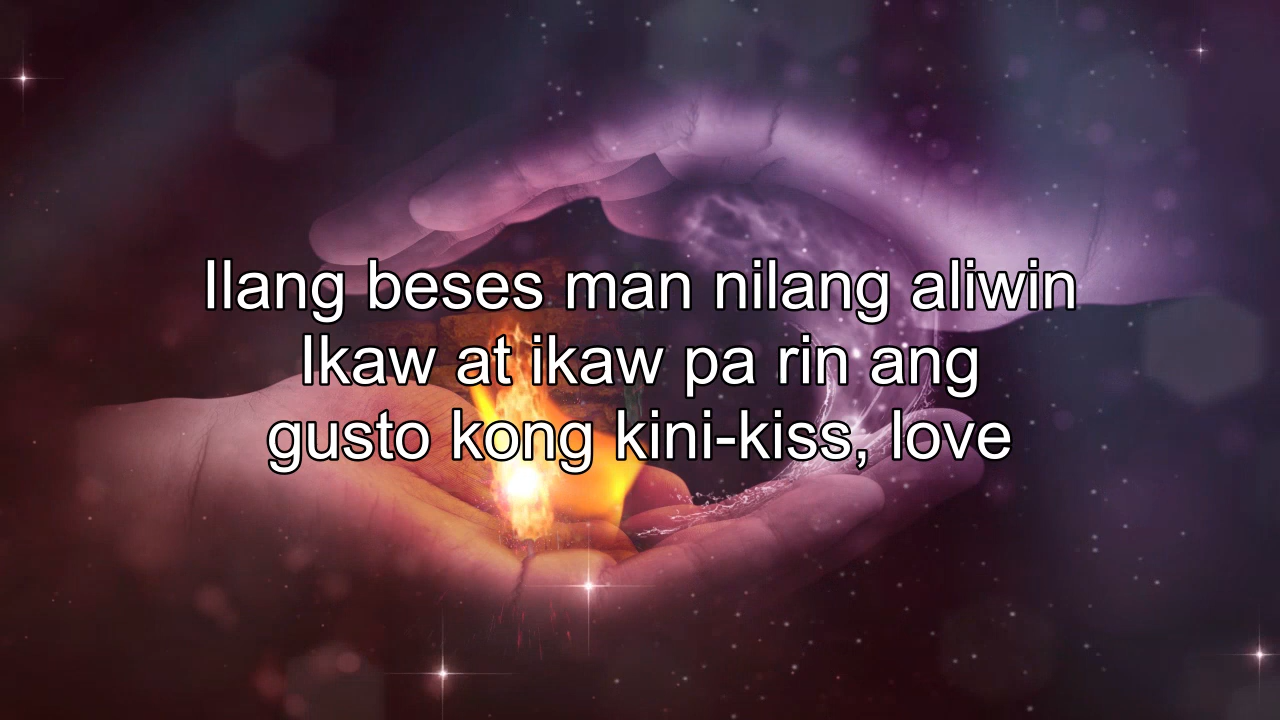 Ilang beses man nilang aliwin
Ikaw at ikaw pa rin ang
gusto kong kini-kiss, love